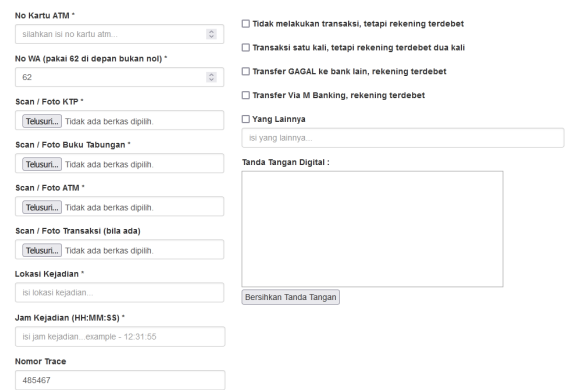 No Kartu ATM *
silahkan isi no kartu atm...
No WA (pakai 62 di depan bukan nol) *
62
Scan / Foto KTP *
Telusuri... Tidak ada berkas dipilih.
Scan / Foto Buku Tabungan *
Telusuri... Tidak ada berkas dipilih.
Scan / Foto ATM *
Telusuri... Tidak ada berkas dipilih.
Scan / Foto Transaksi (bila ada)
Telusuri... Tidak ada berkas dipilih.
Lokasi Kejadian *
isi lokasi kejadian...
Jam Kejadian (HH:MM:SS) *
isi jam kejadian...example - 12:31:55
Nomor Trace
485467
Tidak melakukan transaksi, tetapi rekening terdebet
Transaksi satu kali, tetapi rekening terdebet dua kali
Transfer GAGAL ke bank lain, rekening terdebet
Transfer Via M Banking, rekening terdebet
Yang Lainnya
isi yang lainnya...
Tanda Tangan Digital :
Bersihkan Tanda Tangan